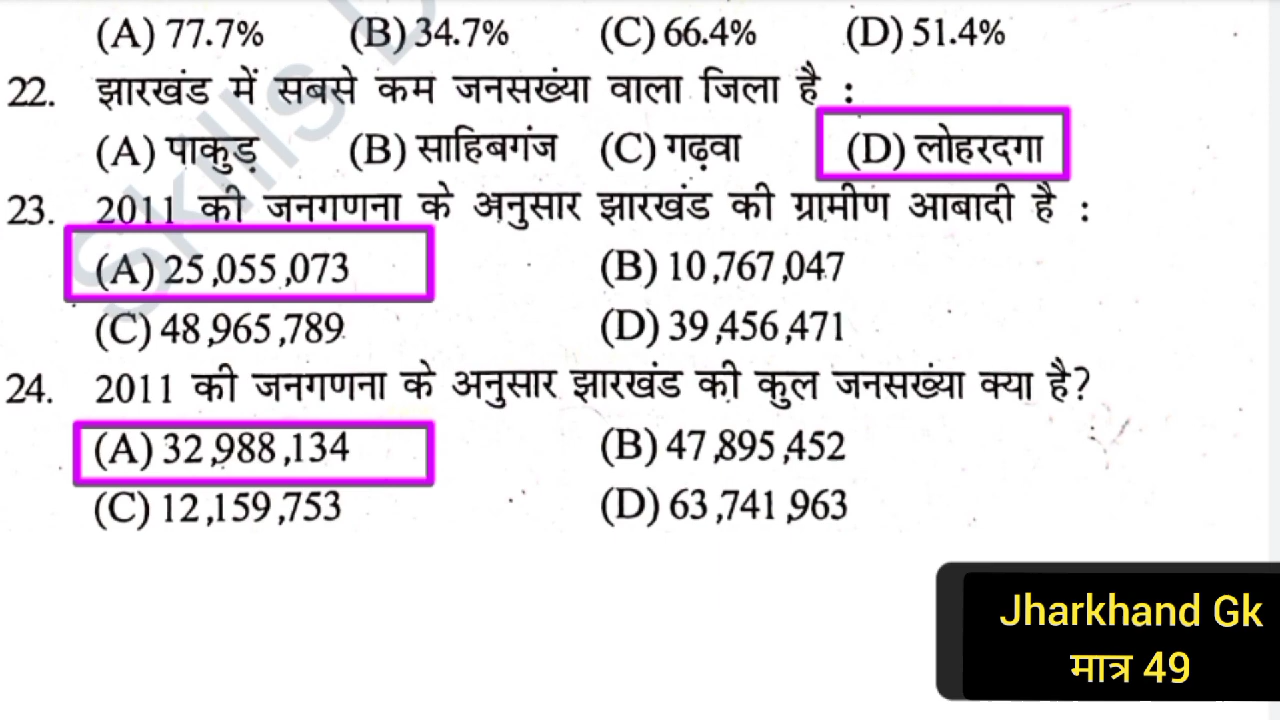 (A) 77.7% (B) 34.7% (C) 66.4% (D) 51.4%
22. झारखंड में सबसे कम जनसख्ंया वाला जिला है :
(A) पाकुड़ (B) साहिबगंज (C) गढ़वा (D) लोहरदगा
23. 2011 की जनगणना के अनुसार झारखंड की ग्रामीण आबादी है :
(A) 25,055,073 (B) 10,767,047
(C) 48,965,789 (D) 39,456,471
24. 2011 की जनगणना के अनुसार झारखंड की कुल जनसख्ंया क्या है?
(A) 32,988,134 (B) 47,895,452
(C) 12,159,753 (D) 63,741,963
Jharkhand Gk
मात्र 49
Skills